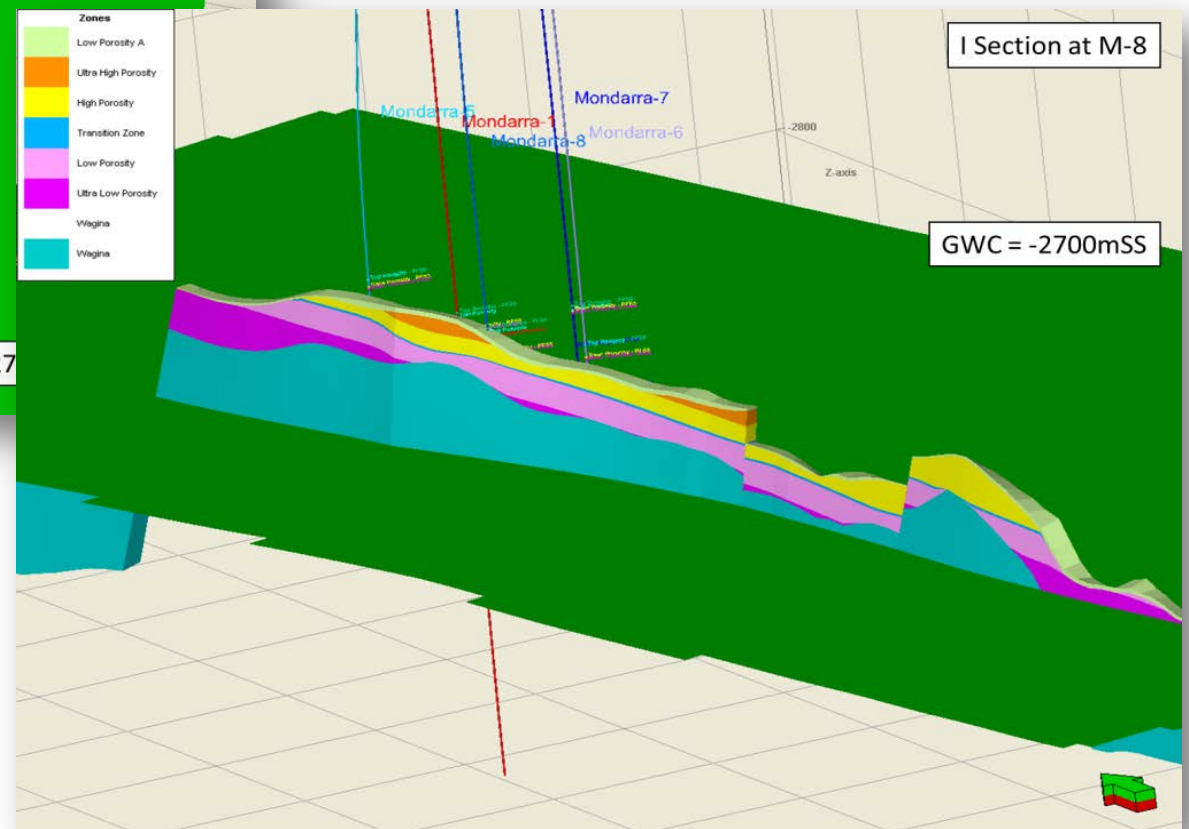 Zones
Low Porosity A
Ultra High Porosity
High Porosity
Transition Zone
Low Porosity
Ultra Low Porosity
Wagina
Wagina
I Section at M-8
Mondarra-7
Mondarra-5
Mondarra-1
Mondarra-6
Mondarra-8
-2800
Z-axis
GWC = -2700mSS
27